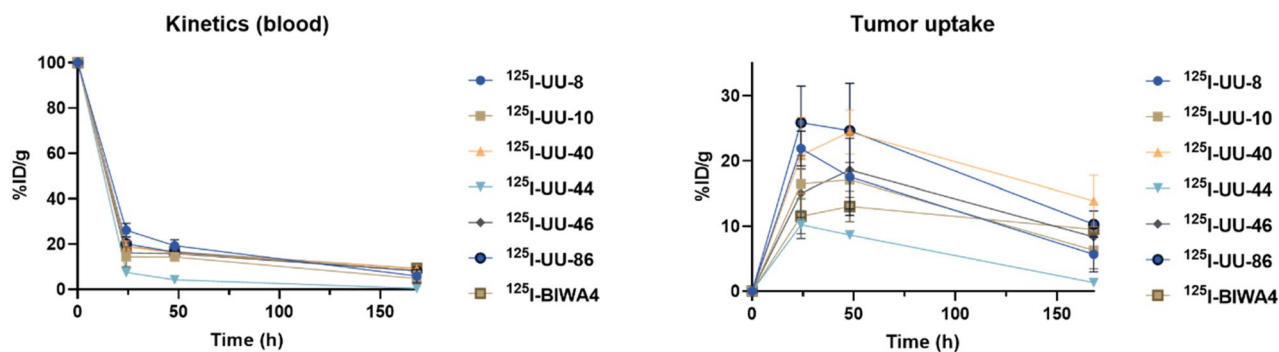 Kinetics (blood)
%ID/g
100
80
60
40
20
0
0
50
100
150
Time (h)
¹²⁵I-UU-8
¹²⁵I-UU-10
¹²⁵I-UU-40
¹²⁵I-UU-44
¹²⁵I-UU-46
¹²⁵I-UU-86
¹²⁵I-BIWA4
Tumor uptake
%ID/g
30
20
10
0
0
50
100
150
Time (h)
¹²⁵I-UU-8
¹²⁵I-UU-10
¹²⁵I-UU-40
¹²⁵I-UU-44
¹²⁵I-UU-46
¹²⁵I-UU-86
¹²⁵I-BIWA4